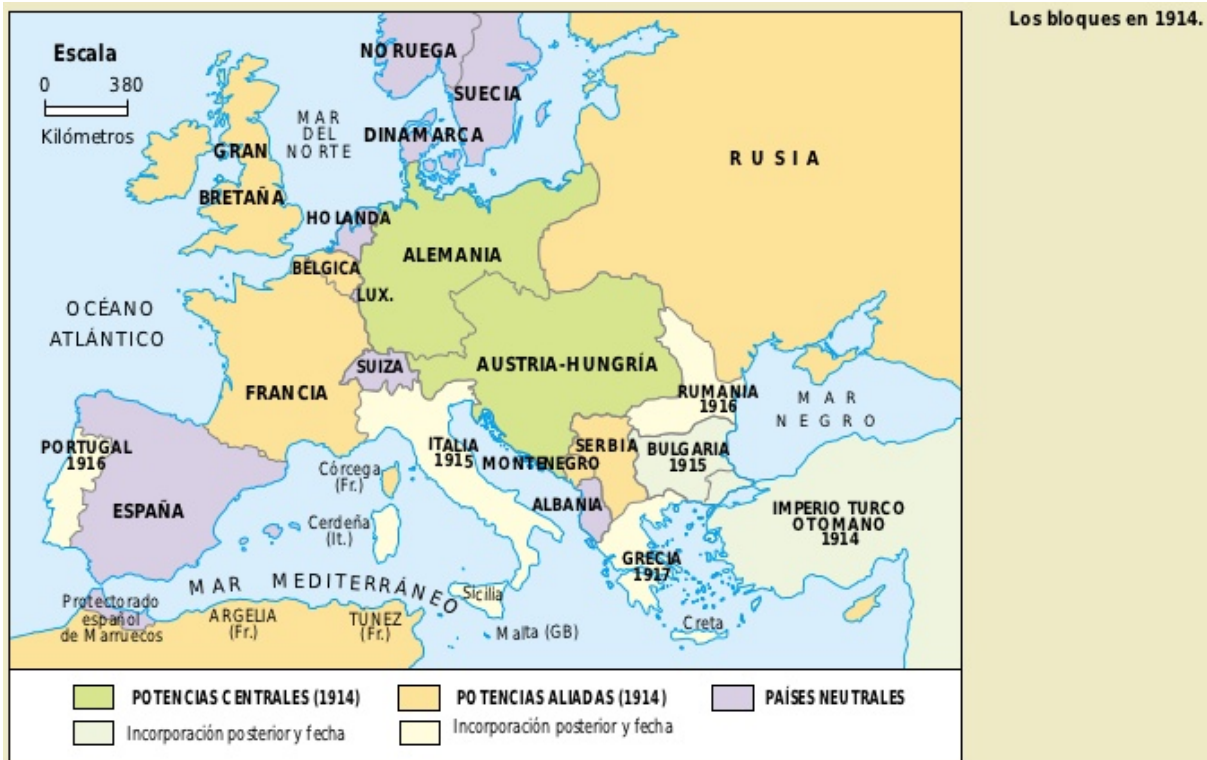 Los bloques en 1914.
Escala
0 380
Kilómetros
NORUEGA
SUECIA
MAR
DEL
NORTE
DINAMARCA
GRAN
BRETAÑA
RUSIA
HOLANDA
ALEMANIA
BÉLGICA
LUX.
OCÉANO
ATLÁNTICO
SUIZA
AUSTRIA-HUNGRÍA
FRANCIA
RUMANIA
1916
MAR
NEGRO
PORTUGAL
1916
ITALIA
1915
SERBIA
BULGARIA
1915
MONTENEGRO
Córcega
(Fr.)
ESPAÑA
ALBANIA
IMPERIO TURCO
OTOMANO
1914
Cerdeña
(It.)
GRECIA
1917
MAR MEDITERRÁNEO
Sicilia
Protectorado
español
de Marruecos
ARGELIA
(Fr.)
TÚNEZ
(Fr.)
Malta (GB)
Creta
POTENCIAS CENTRALES (1914)
POTENCIAS ALIADAS (1914)
PAÍSES NEUTRALES
Incorporación posterior y fecha
Incorporación posterior y fecha